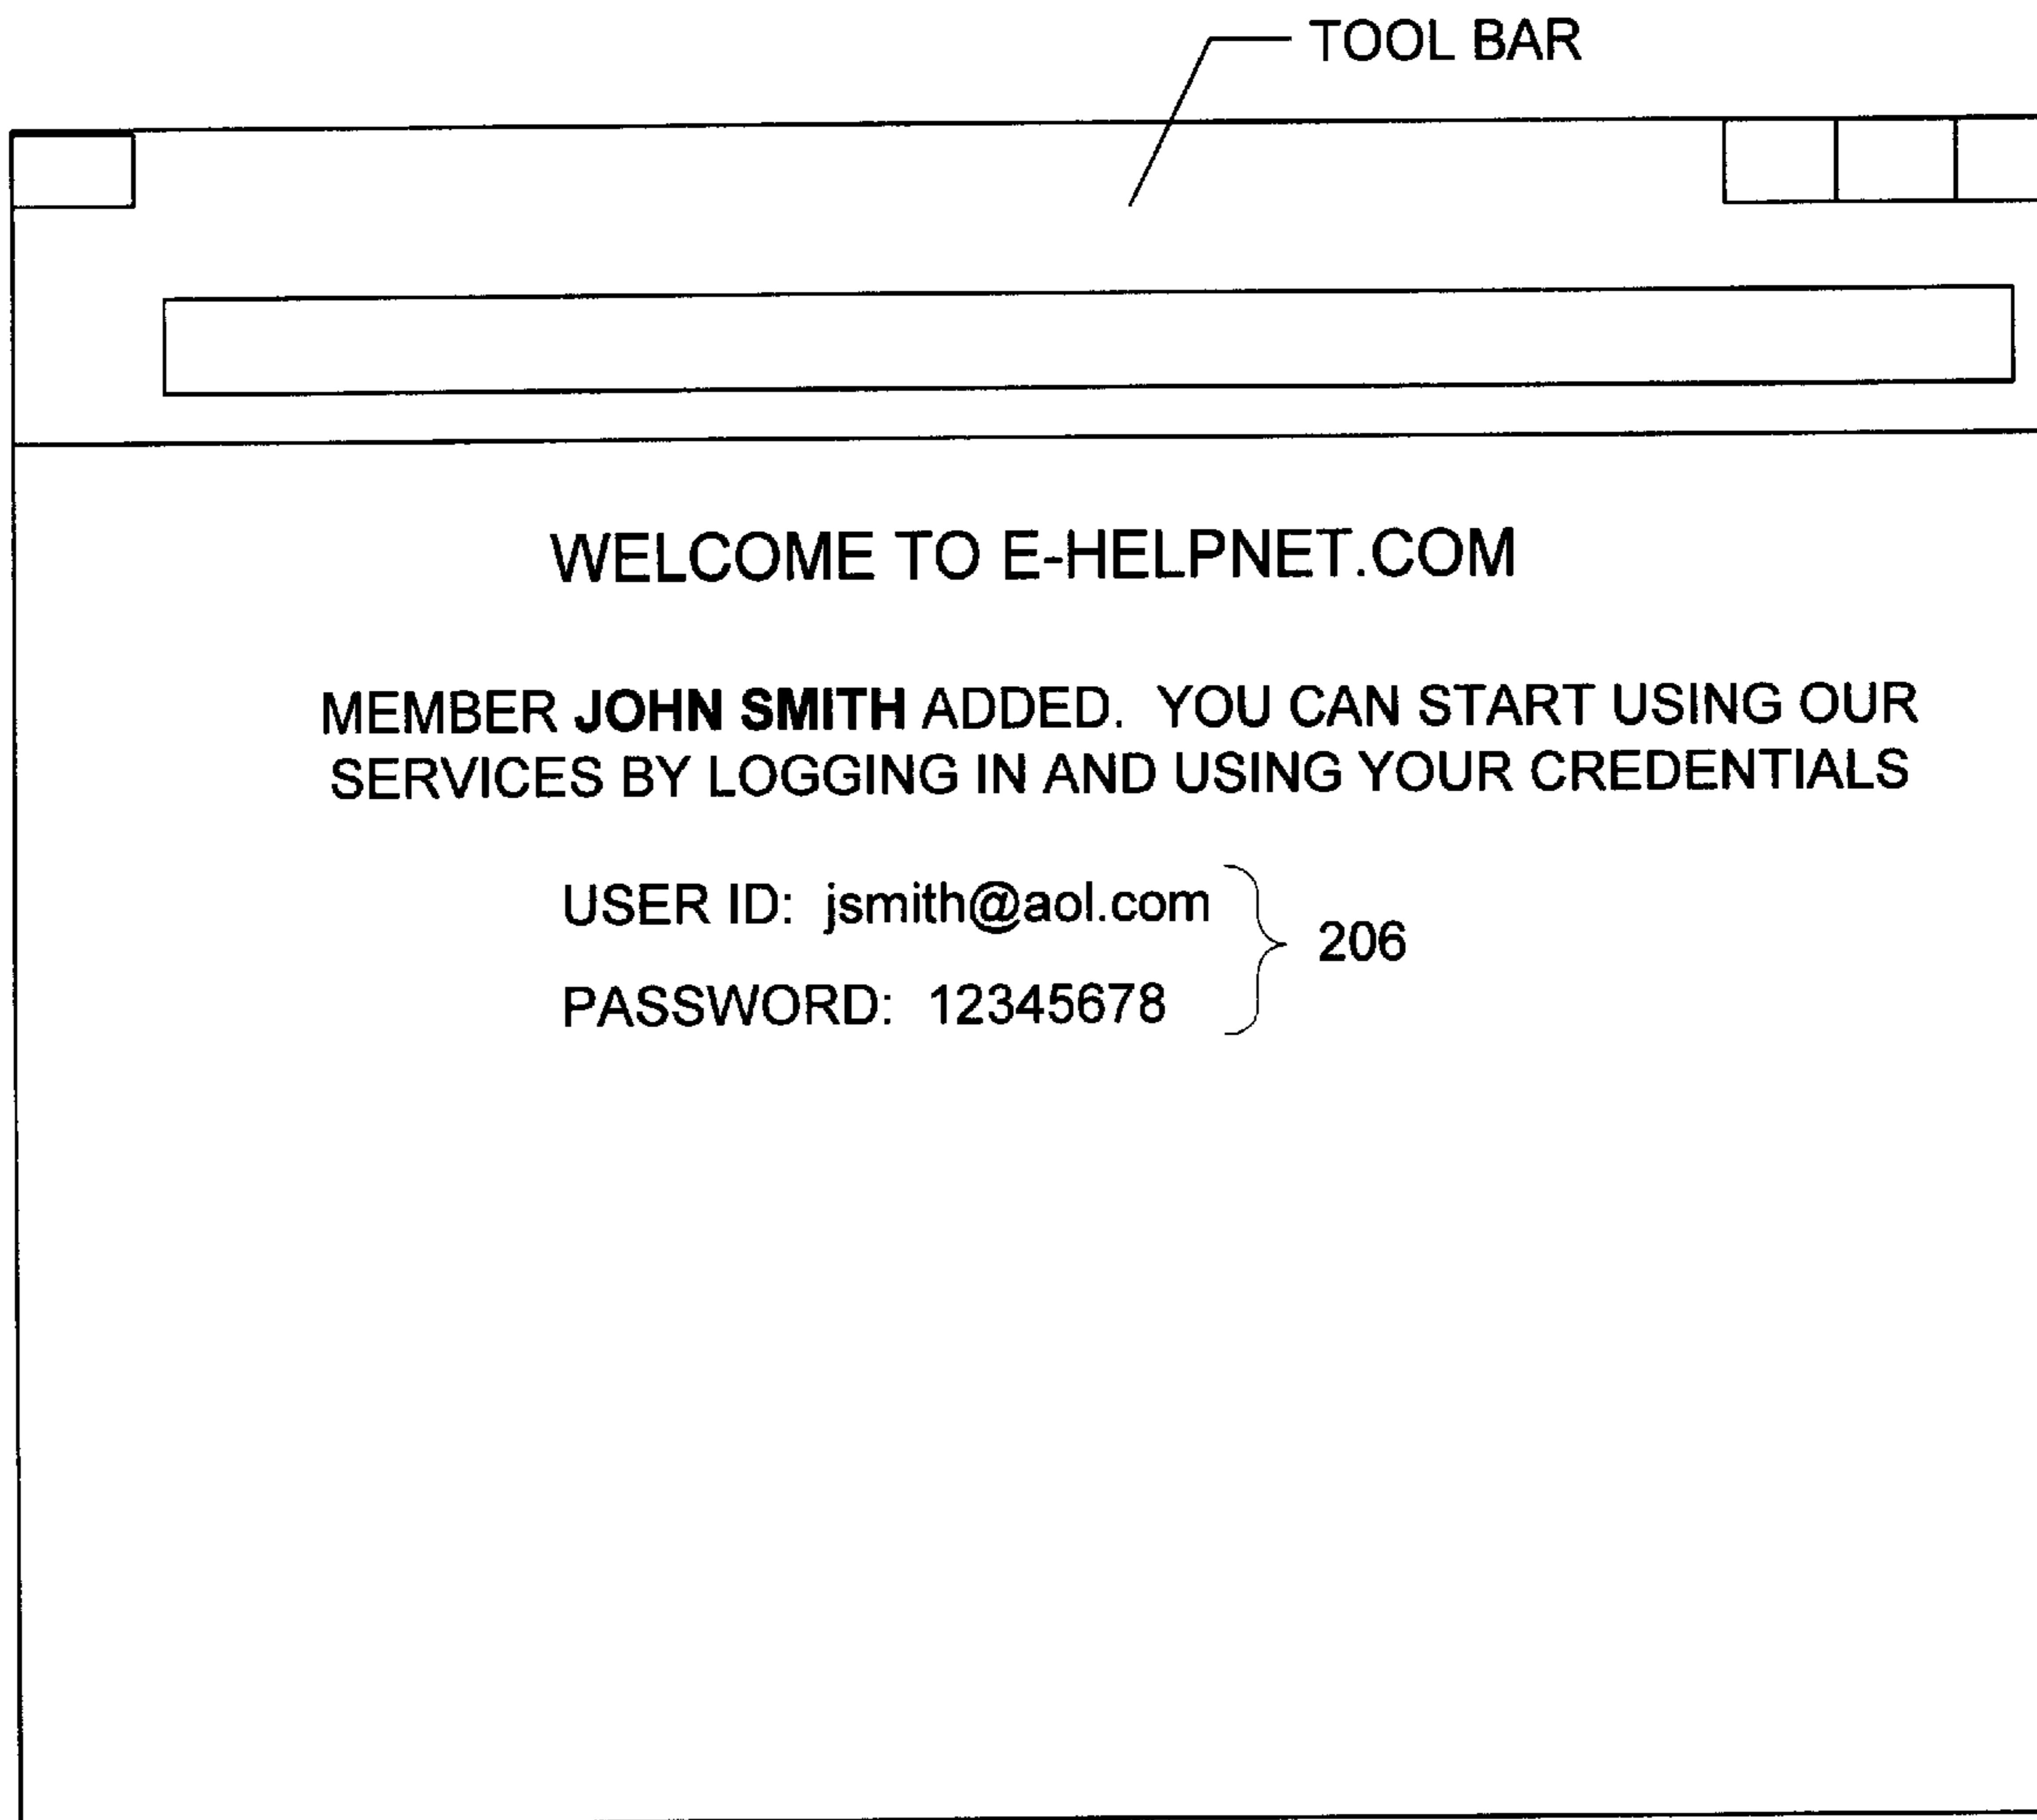 TOOL BAR
WELCOME TO E-HELPNET.COM
MEMBER JOHN SMITH ADDED. YOU CAN START USING OUR
SERVICES BY LOGGING IN AND USING YOUR CREDENTIALS
USER ID: jsmith@aol.com
206
PASSWORD: 12345678